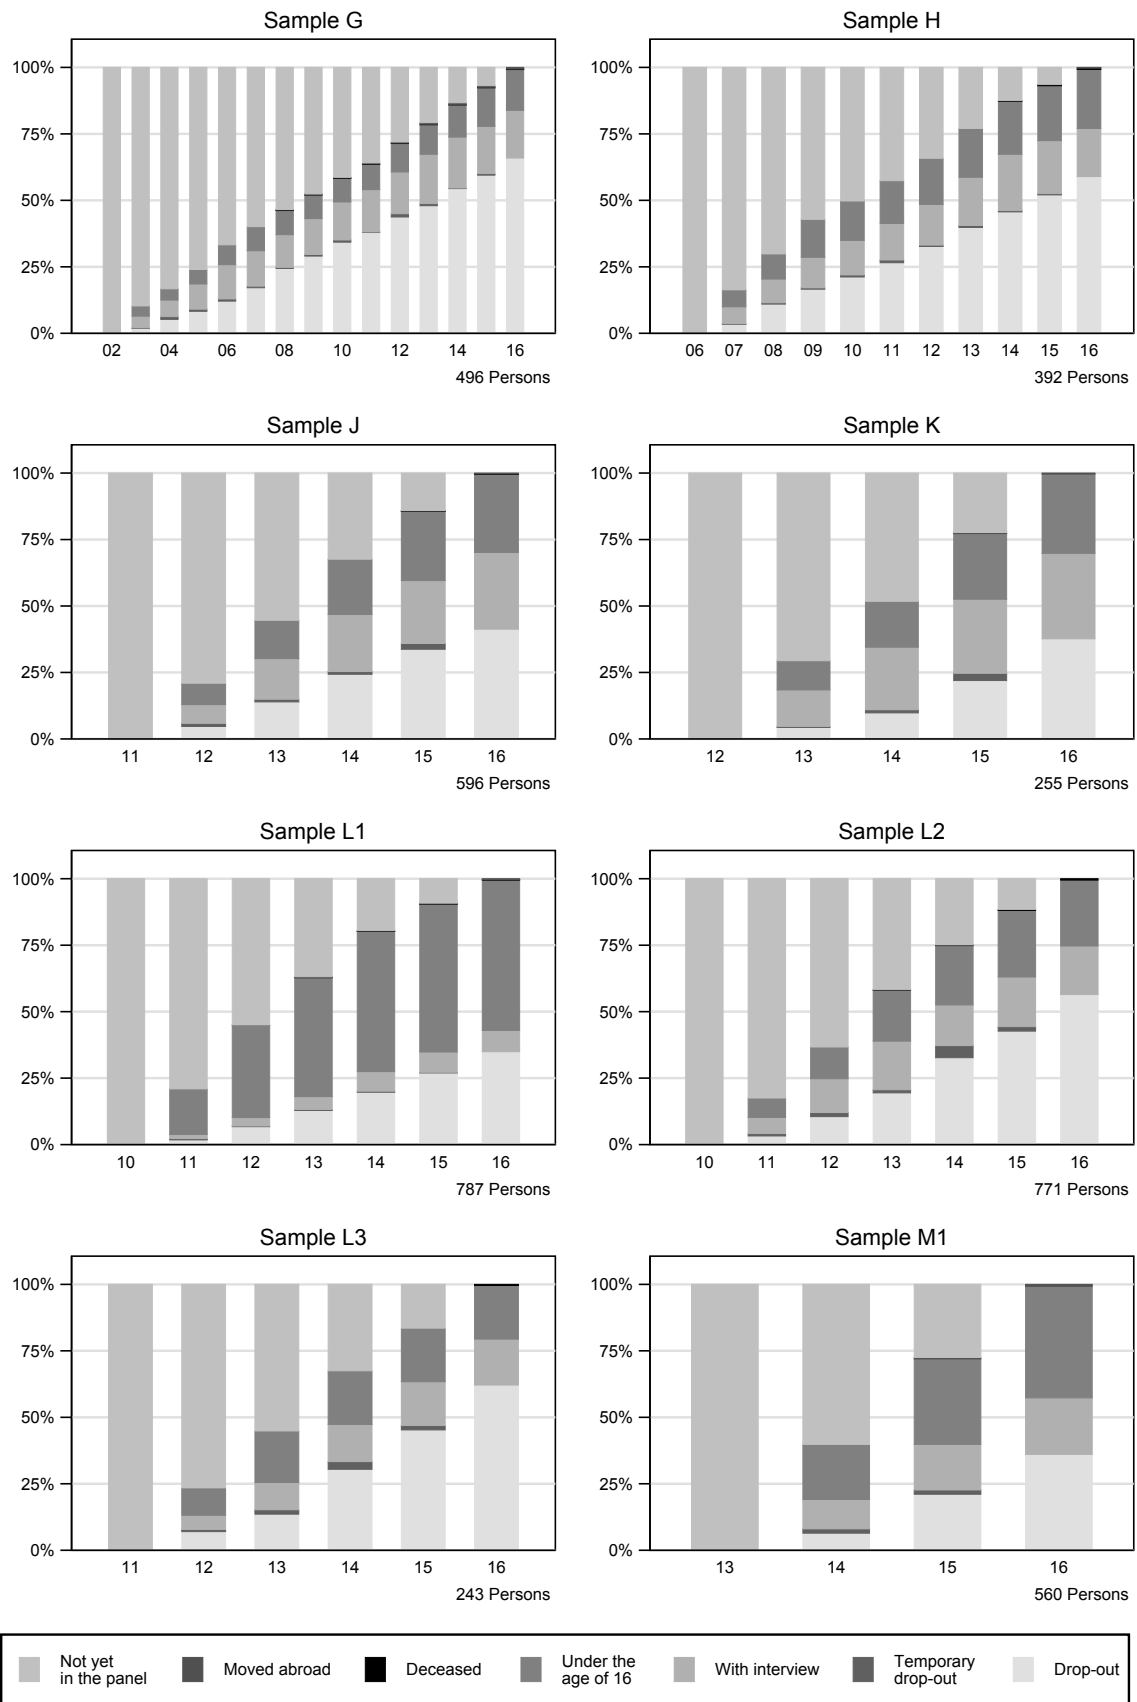 Sample G
100%
75%
50%
25%
0%
02 04 06 08 10 12 14 16
496 Persons
Sample H
100%
75%
50%
25%
0%
06 07 08 09 10 11 12 13 14 15 16
392 Persons
Sample J
100%
75%
50%
25%
0%
11 12 13 14 15 16
596 Persons
Sample K
100%
75%
50%
25%
0%
12 13 14 15 16
255 Persons
Sample L1
100%
75%
50%
25%
0%
10 11 12 13 14 15 16
787 Persons
Sample L2
100%
75%
50%
25%
0%
10 11 12 13 14 15 16
771 Persons
Sample L3
100%
75%
50%
25%
0%
11 12 13 14 15 16
243 Persons
Sample M1
100%
75%
50%
25%
0%
13 14 15 16
560 Persons
Not yet
in the panel
Moved abroad
Deceased
Under the
age of 16
With interview
Temporary
drop-out
Drop-out